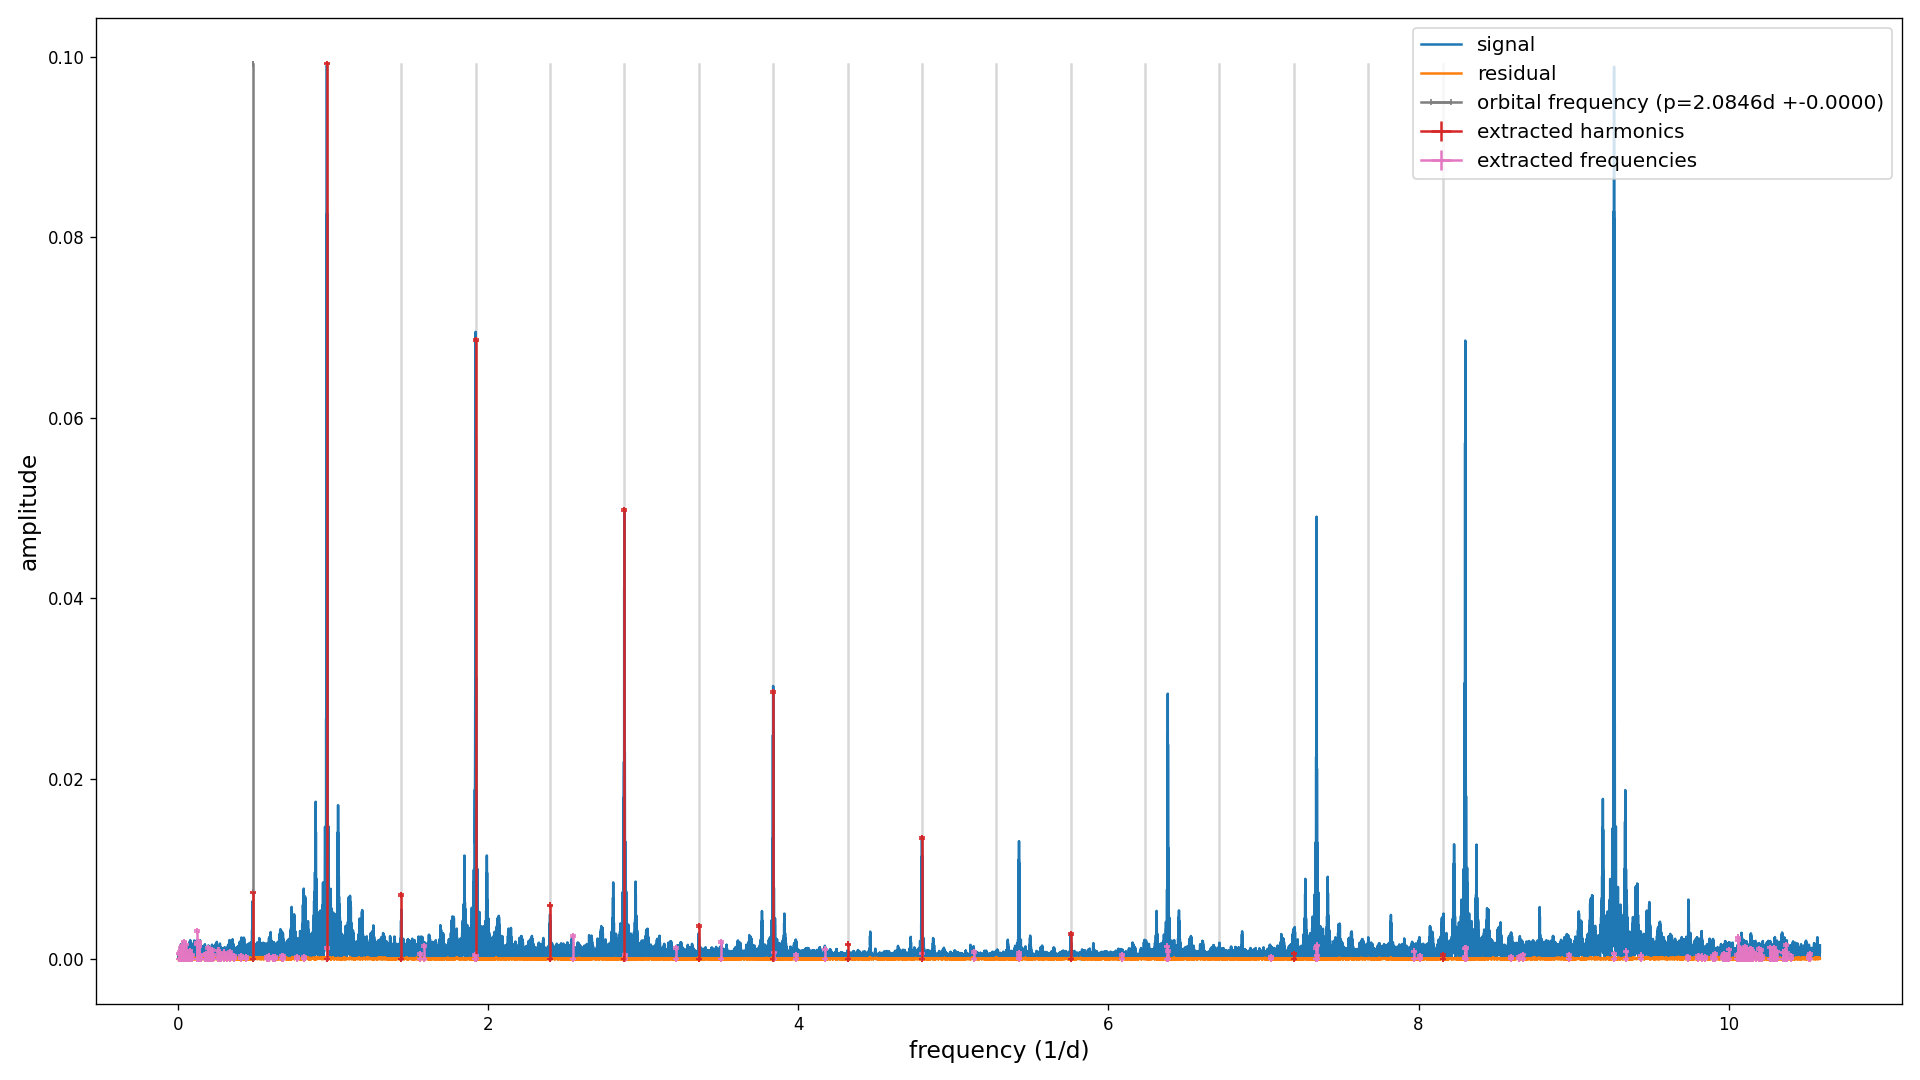 signal
residual
orbital frequency (p=2.0846d +-0.0000)
extracted harmonics
extracted frequencies
amplitude
0.10
0.08
0.06
0.04
0.02
0.00
0 2 4 6 8 10
frequency (1/d)